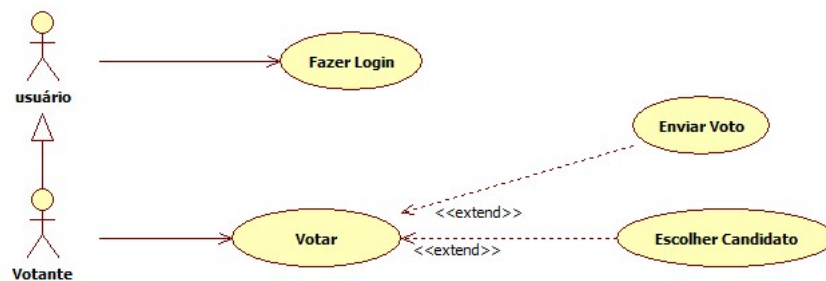 Fazer Login
usuário
Enviar Voto
<<extend>>
Votar
<<extend>>
Escolher Candidato
Votante